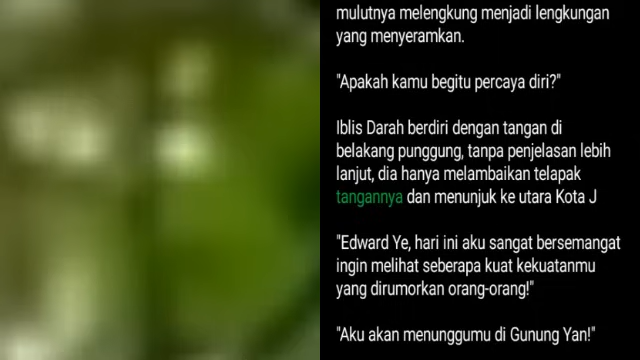 mulutnya melengkung menjadi lengkungan
yang menyeramkan.
"Apakah kamu begitu percaya diri?"
Iblis Darah berdiri dengan tangan di
belakang punggung, tanpa penjelasan lebih
lanjut, dia hanya melambaikan telapak
tangannya dan menunjuk ke utara Kota J
"Edward Ye, hari ini aku sangat bersemangat
ingin melihat seberapa kuat kekuatanmu
yang dirumorkan orang-orang!"
"Aku akan menunggumu di Gunung Yan!"